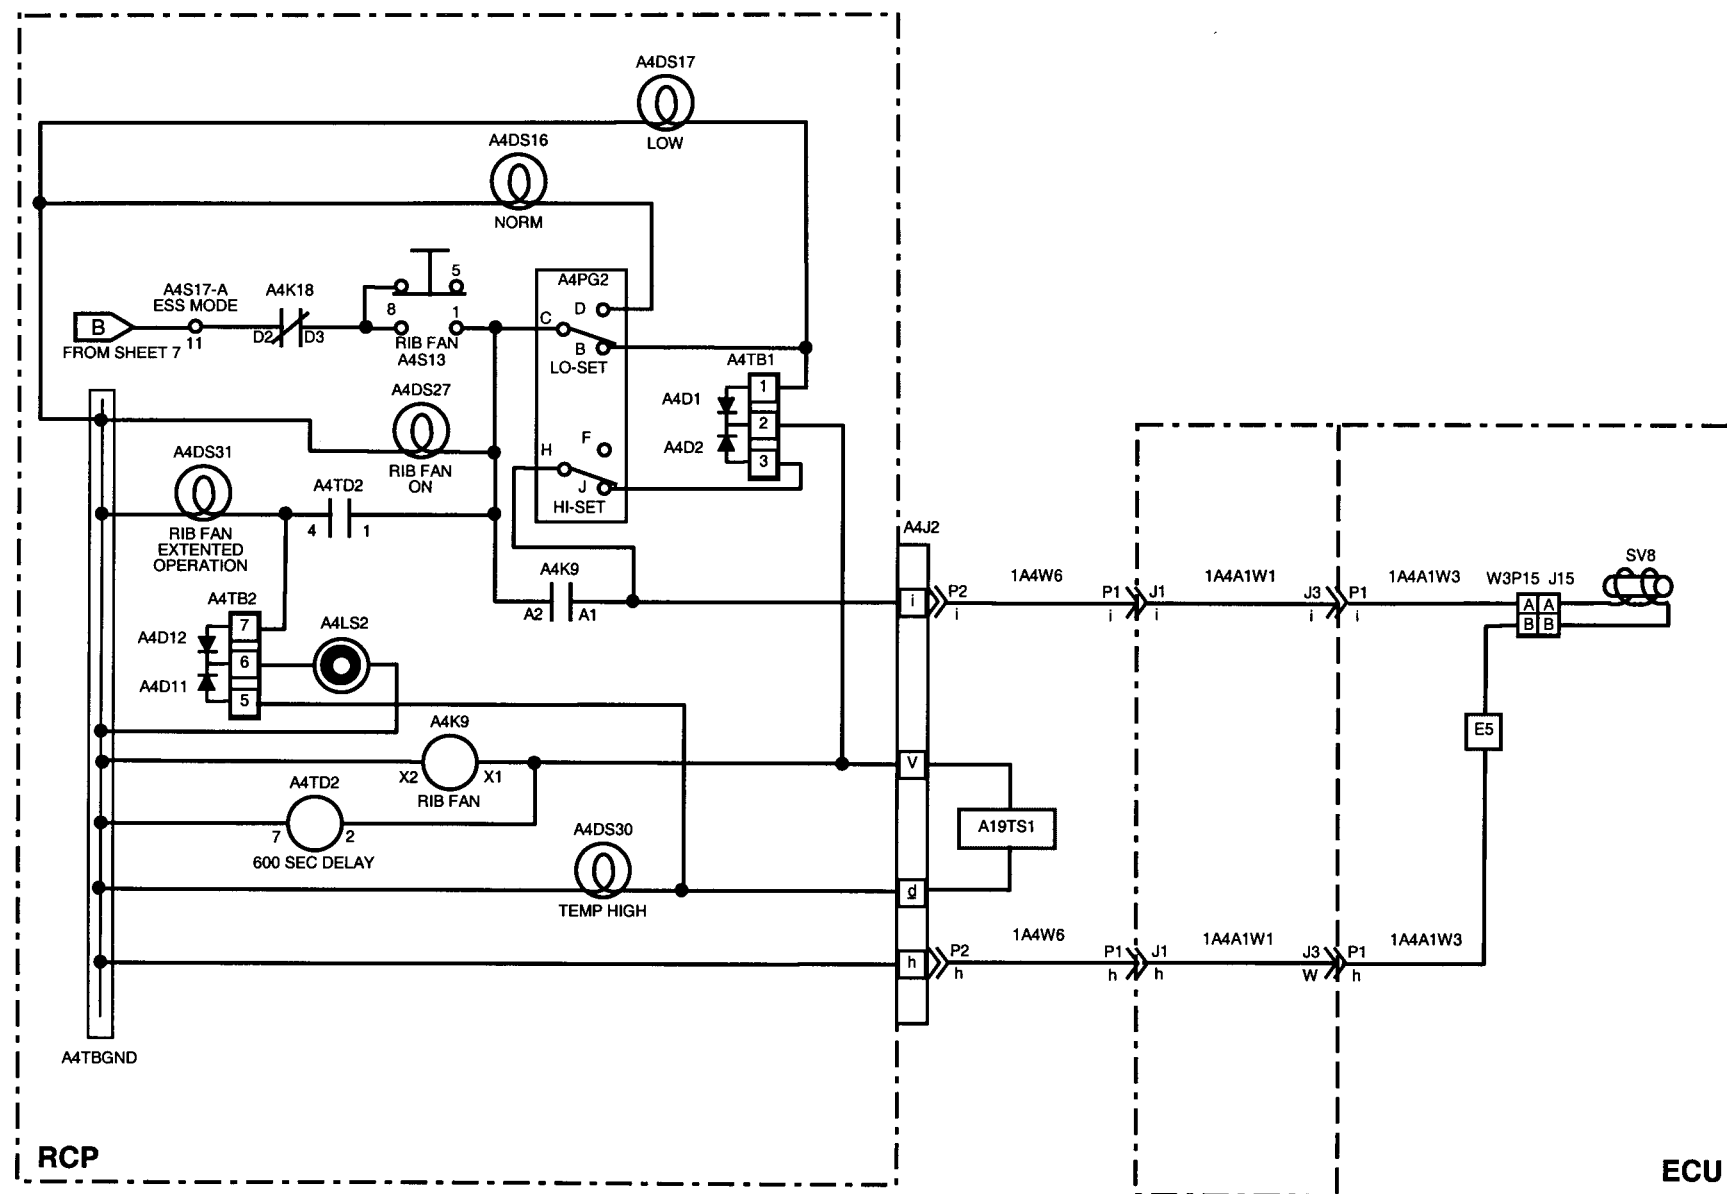 A4DS17
LOW
A4DS16
NORM
A4S17-A
ESS MODE
A4K18
B
FROM SHEET 7
11
D2
D3
5
8
1
RIB FAN
A4S13
A4PG2
D
C
B
LO-SET
F
H
J
HI-SET
A4TB1
1
2
3
A4D1
A4D2
A4DS27
RIB FAN
ON
A4DS31
RIB FAN
EXTENTED
OPERATION
A4TD2
4
1
A4K9
A2
A1
A4TB2
7
6
5
A4D12
A4D11
A4LS2
A4K9
X2
X1
RIB FAN
A4TD2
7
2
600 SEC DELAY
A4DS30
TEMP HIGH
A4TBGND
RCP
A4J2
i
V
d
h
P2
i
1A4W6
P1
i
J1
i
1A4A1W1
J3
i
P1
i
1A4A1W3
W3P15
J15
A
A
B
B
SV8
E5
A19TS1
P2
h
1A4W6
P1
h
J1
h
1A4A1W1
J3
W
P1
h
1A4A1W3
ECU